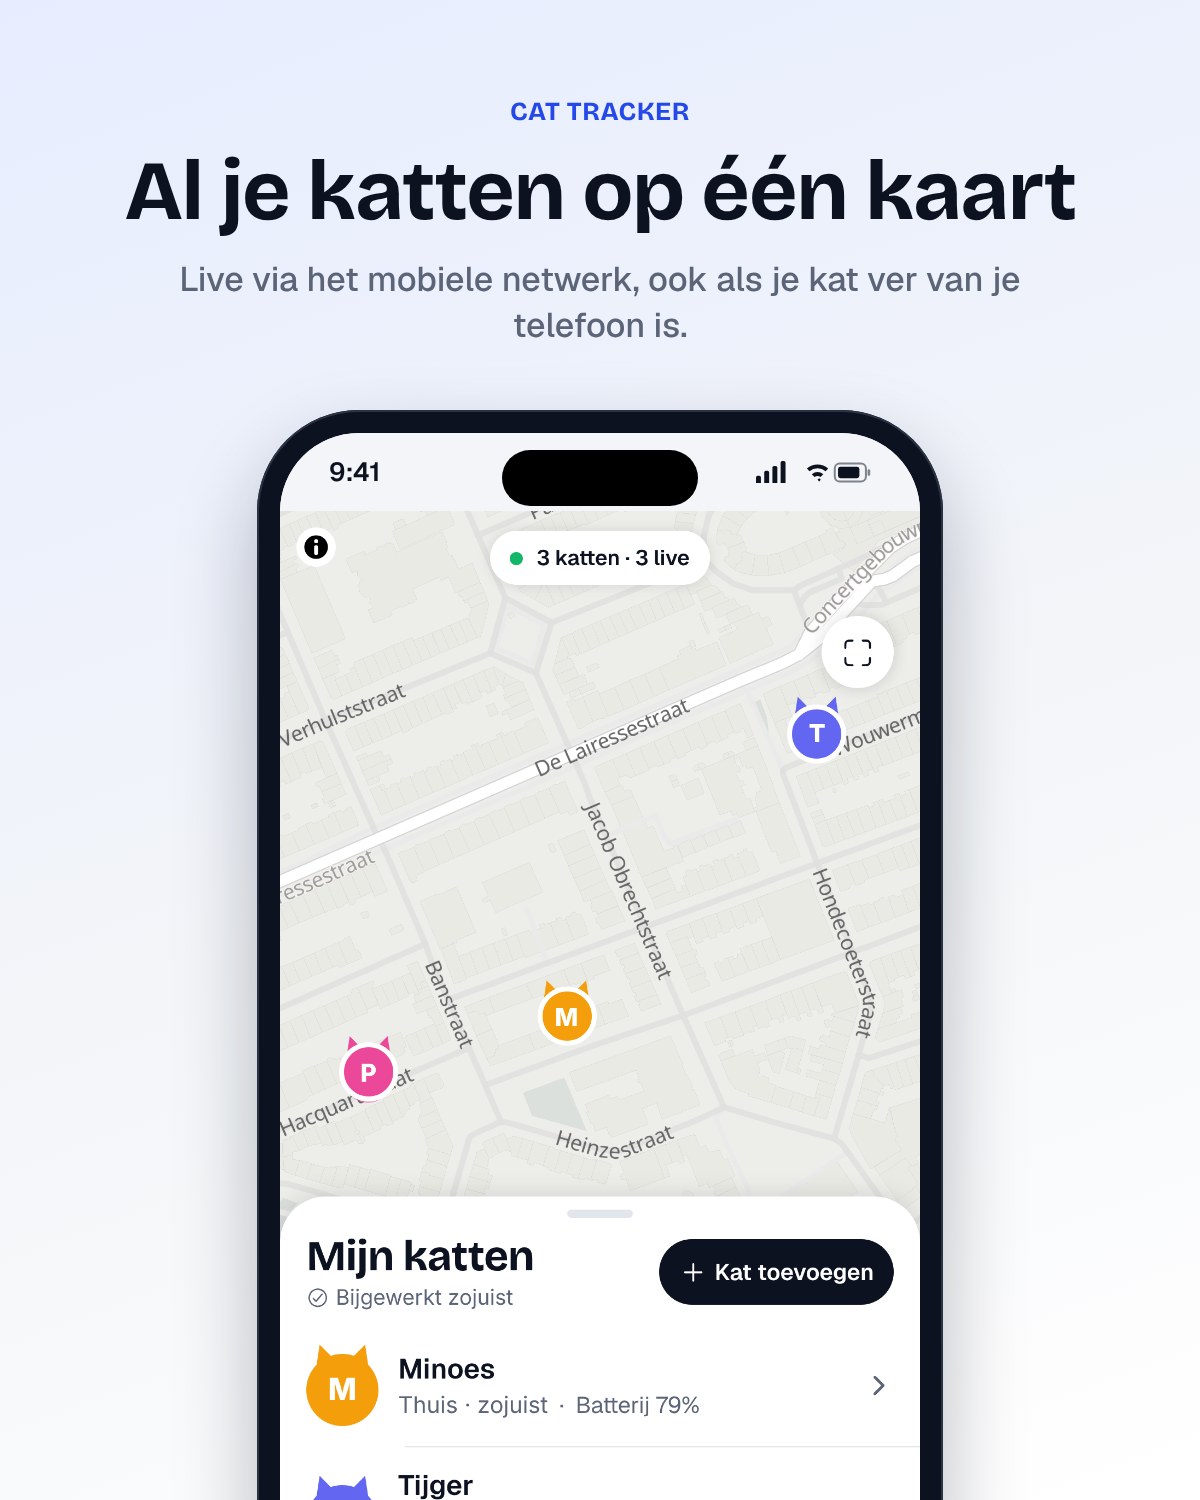 CAT TRACKER
Al je katten op één kaart
Live via het mobiele netwerk, ook als je kat ver van je
telefoon is.
9:41
3 katten · 3 live
Verhulststraat
De Lairessestraat
T
Jacob Obrechtstraat
Hondecoeterstraat
Banstraat
M
P
Heinzestraat
Mijn katten
+ Kat toevoegen
Bijgewerkt zojuist
M
Minoes
Thuis · zojuist · Batterij 79%
Tijger